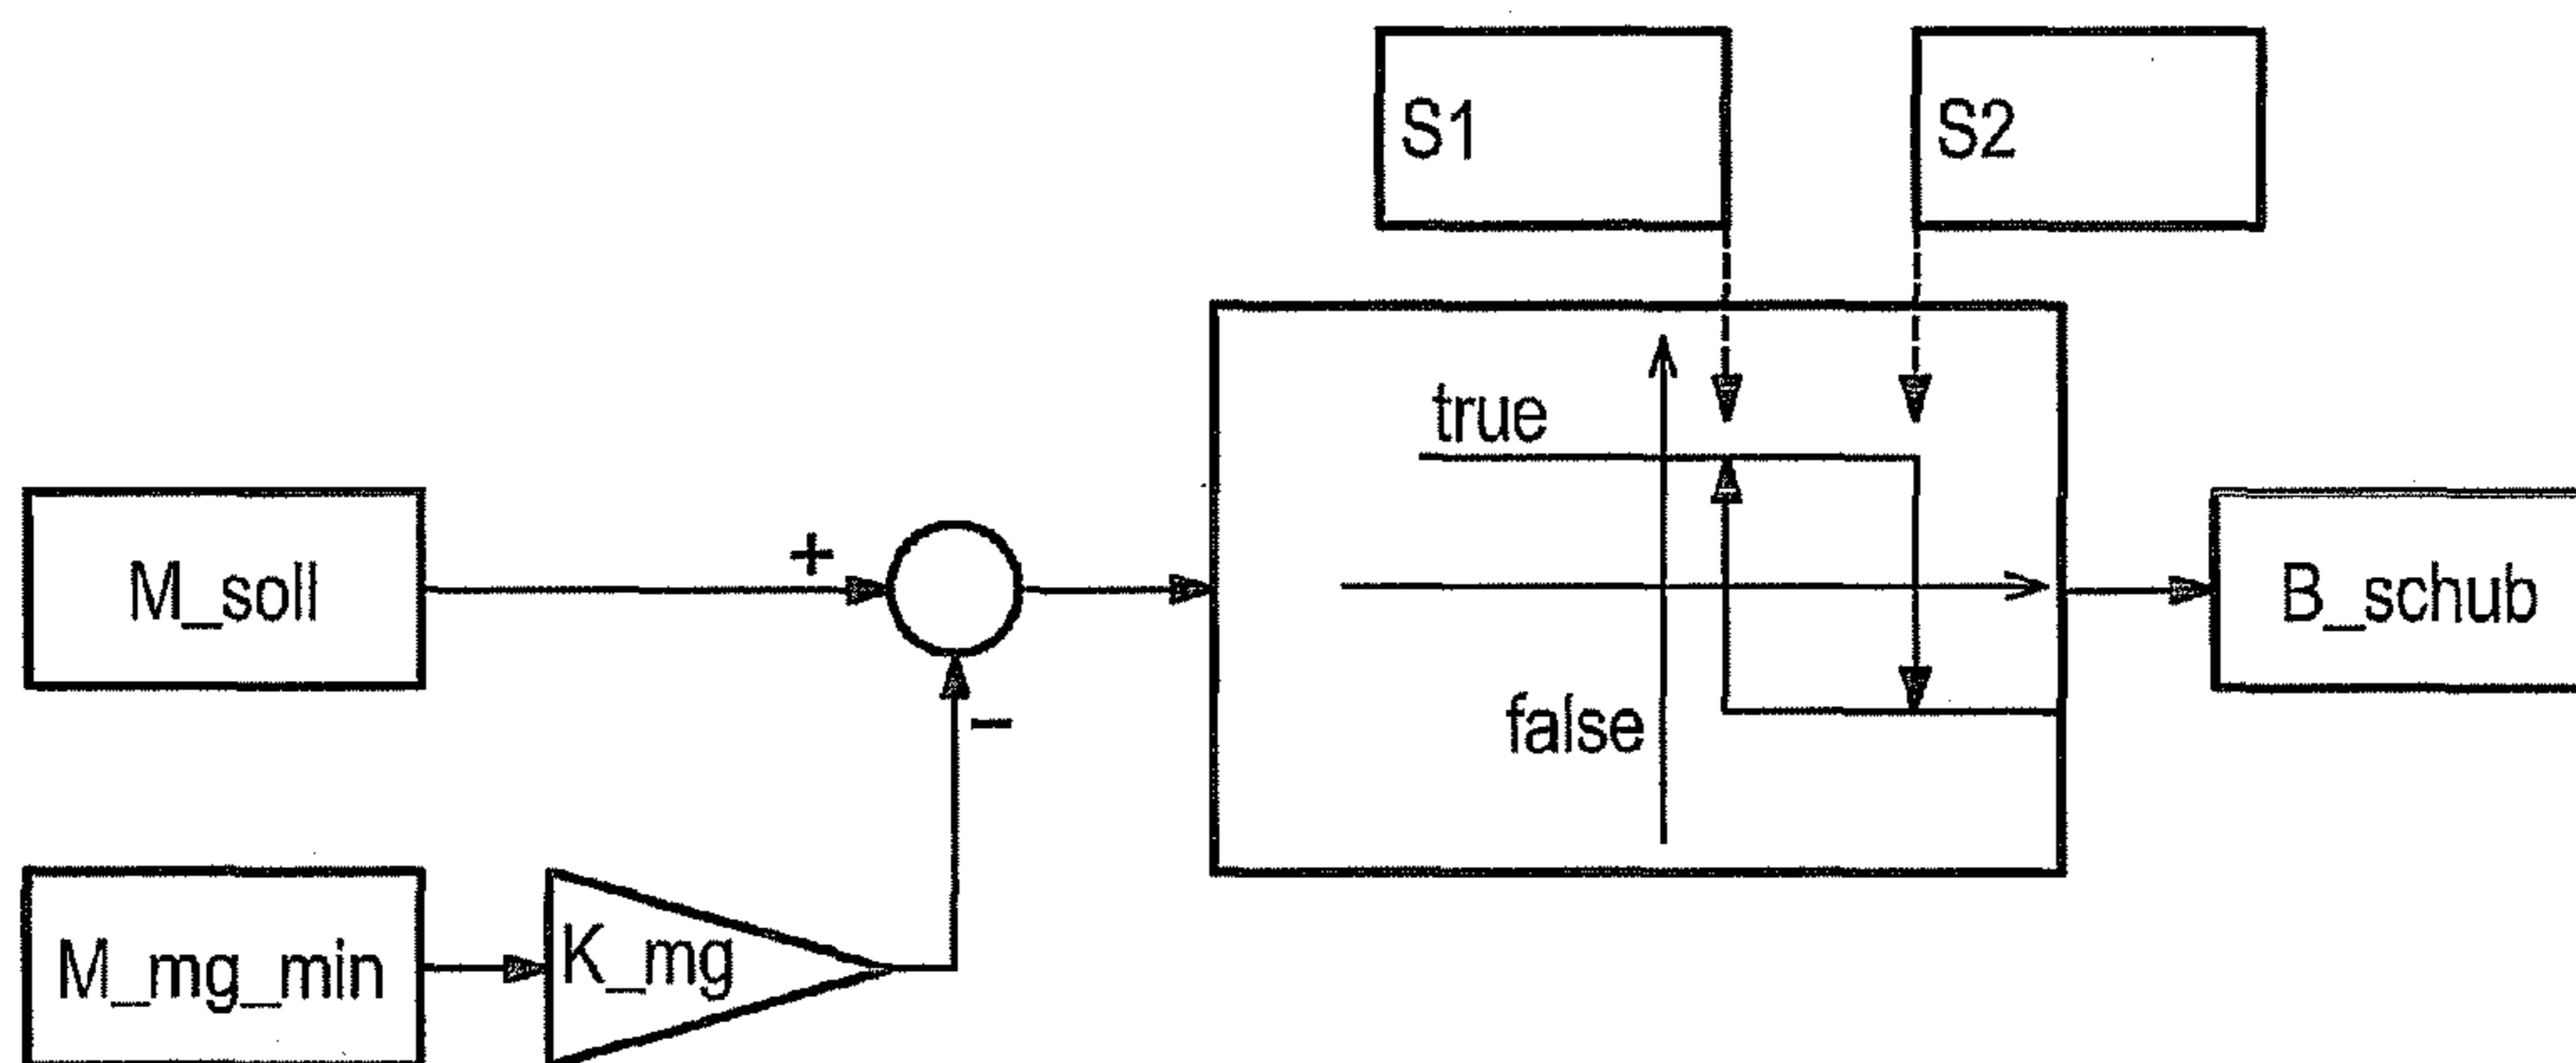 S1
S2
true
+
M_soll
B_schub
false
−
M_mg_min
K_mg